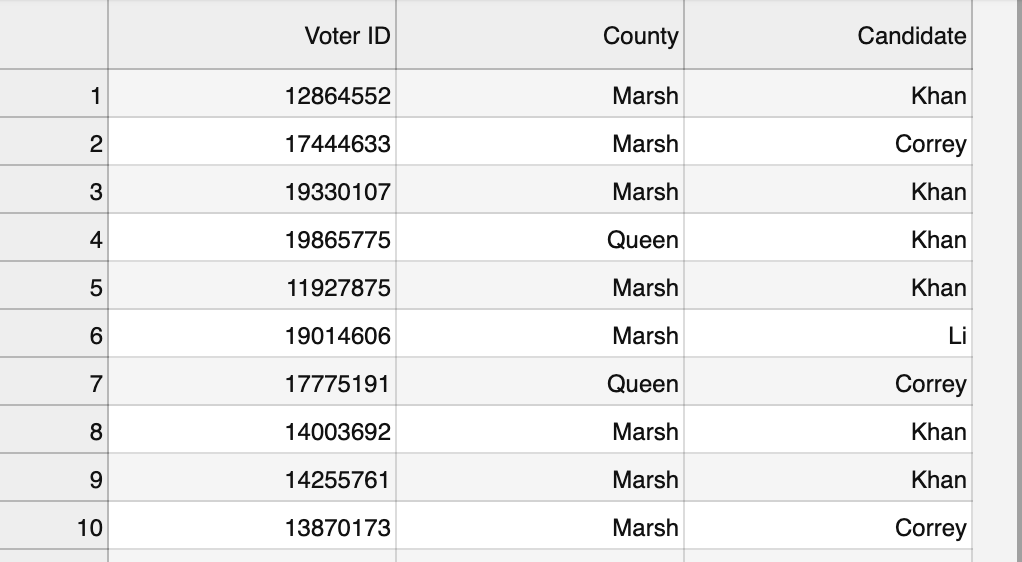 Voter ID County Candidate
1 12864552 Marsh Khan
2 17444633 Marsh Correy
3 19330107 Marsh Khan
4 19865775 Queen Khan
5 11927875 Marsh Khan
6 19014606 Marsh Li
7 17775191 Queen Correy
8 14003692 Marsh Khan
9 14255761 Marsh Khan
10 13870173 Marsh Correy